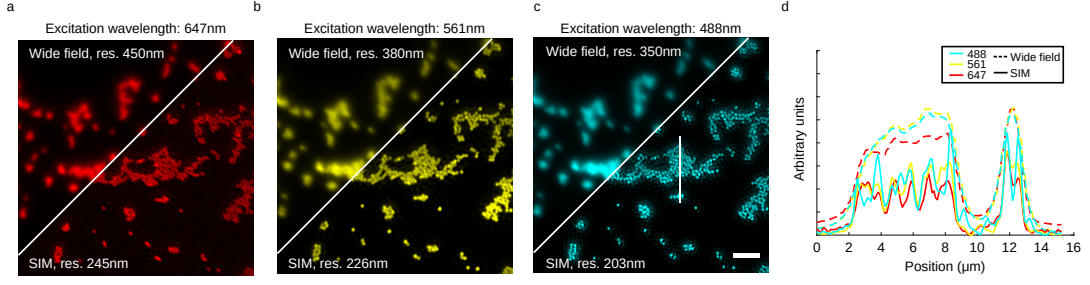 a
Excitation wavelength: 647nm
Wide field, res. 450nm
SIM, res. 245nm
b
Excitation wavelength: 561nm
Wide field, res. 380nm
SIM, res. 226nm
c
Excitation wavelength: 488nm
Wide field, res. 350nm
SIM, res. 203nm
d
488
561
647
Wide field
SIM
Arbitrary units
0 2 4 6 8 10 12 14 16
Position (μm)